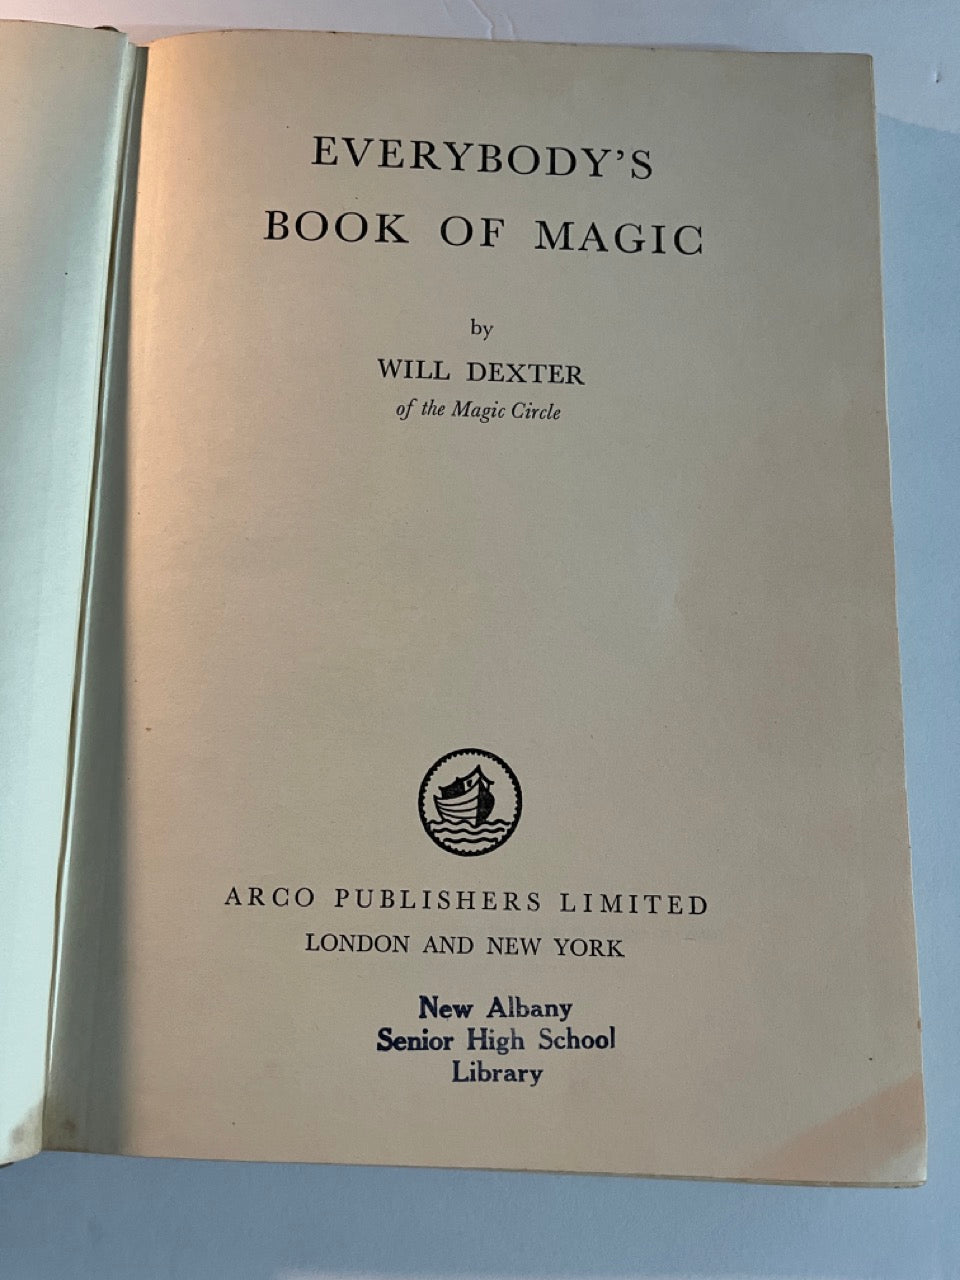 EVERYBODY'S
BOOK OF MAGIC
by
WILL DEXTER
of the Magic Circle
ARCO PUBLISHERS LIMITED
LONDON AND NEW YORK
New Albany
Senior High School
Library